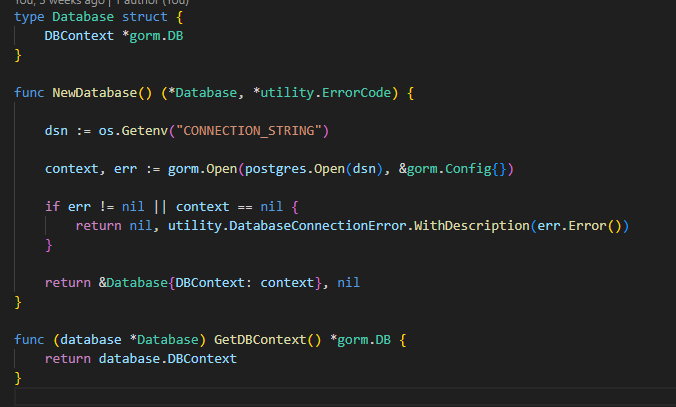 You, 3 weeks ago | 1 author (You)
type Database struct {
    DBContext *gorm.DB
}
func NewDatabase() (*Database, *utility.ErrorCode) {
    dsn := os.Getenv("CONNECTION_STRING")
    context, err := gorm.Open(postgres.Open(dsn), &gorm.Config{})
    if err != nil || context == nil {
        return nil, utility.DatabaseConnectionError.WithDescription(err.Error())
    }
    return &Database{DBContext: context}, nil
}
func (database *Database) GetDBContext() *gorm.DB {
    return database.DBContext
}